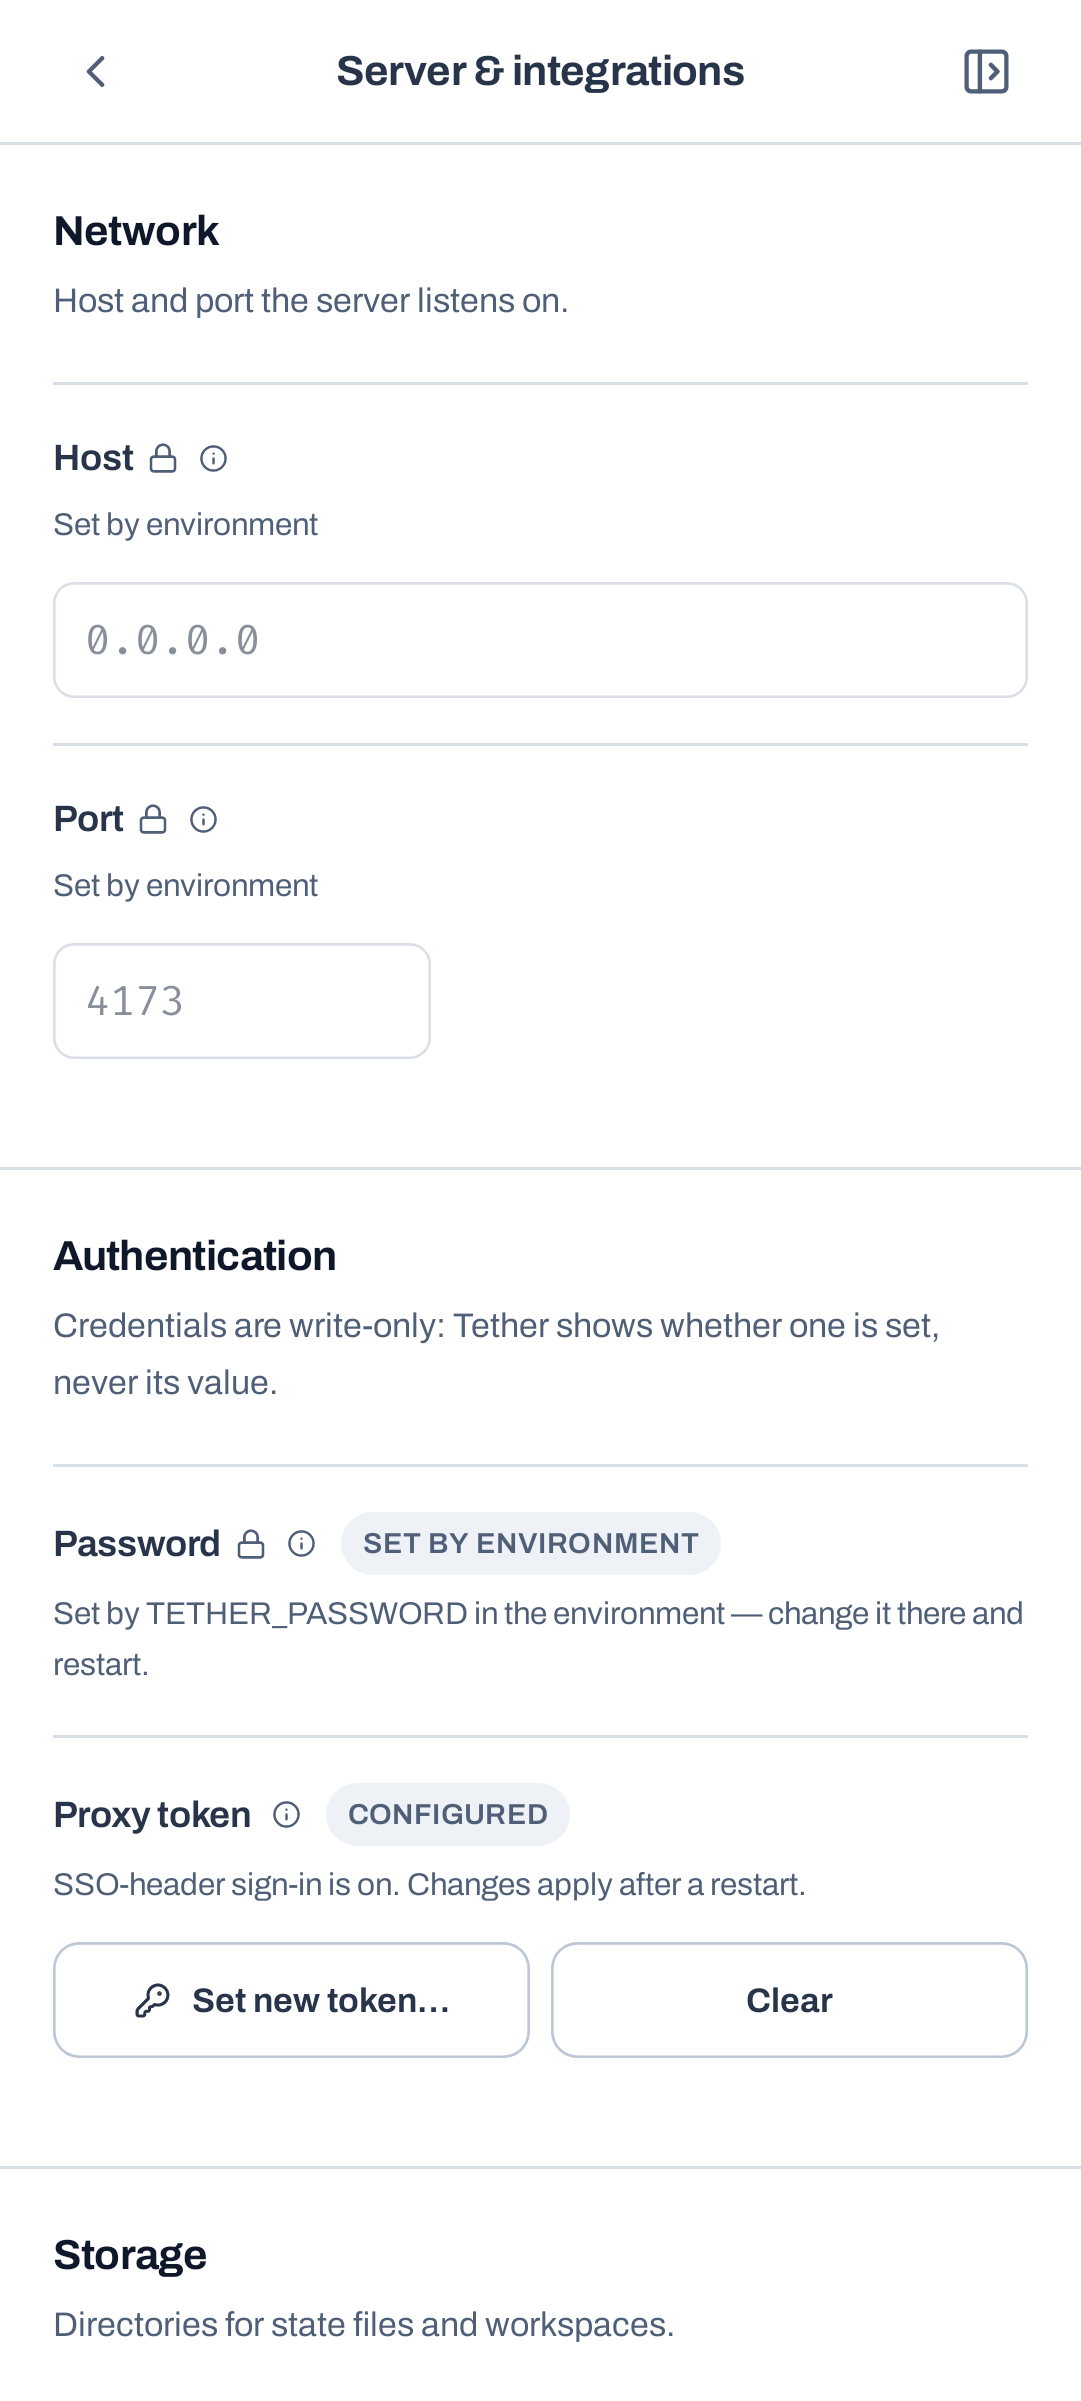 Server & integrations
Network
Host and port the server listens on.
Host
Set by environment
0.0.0.0
Port
Set by environment
4173
Authentication
Credentials are write-only: Tether shows whether one is set,
never its value.
Password SET BY ENVIRONMENT
Set by TETHER_PASSWORD in the environment — change it there and
restart.
Proxy token CONFIGURED
SSO-header sign-in is on. Changes apply after a restart.
Set new token... Clear
Storage
Directories for state files and workspaces.